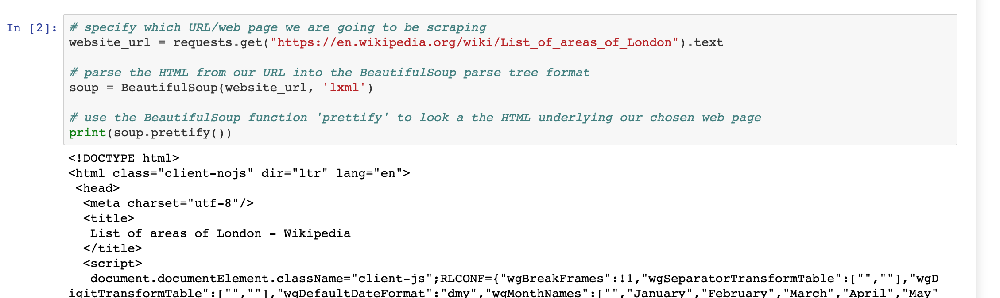 In [2]:
# specify which URL/web page we are going to be scraping
website_url = requests.get("https://en.wikipedia.org/wiki/List_of_areas_of_London").text
# parse the HTML from our URL into the BeautifulSoup parse tree format
soup = BeautifulSoup(website_url, 'lxml')
# use the BeautifulSoup function 'prettify' to look a the HTML underlying our chosen web page
print(soup.prettify())
<!DOCTYPE html>
<html class="client-nojs" dir="ltr" lang="en">
<head>
<meta charset="utf-8"/>
<title>
List of areas of London - Wikipedia
</title>
<script>
document.documentElement.className="client-js";RLCONF={"wgBreakFrames":!1,"wgSeparatorTransformTable":["",""],"wgD
igitTransformTable":["",""],"wgDefaultDateFormat":"dmy","wgMonthNames":["","January","February","March","April","May"